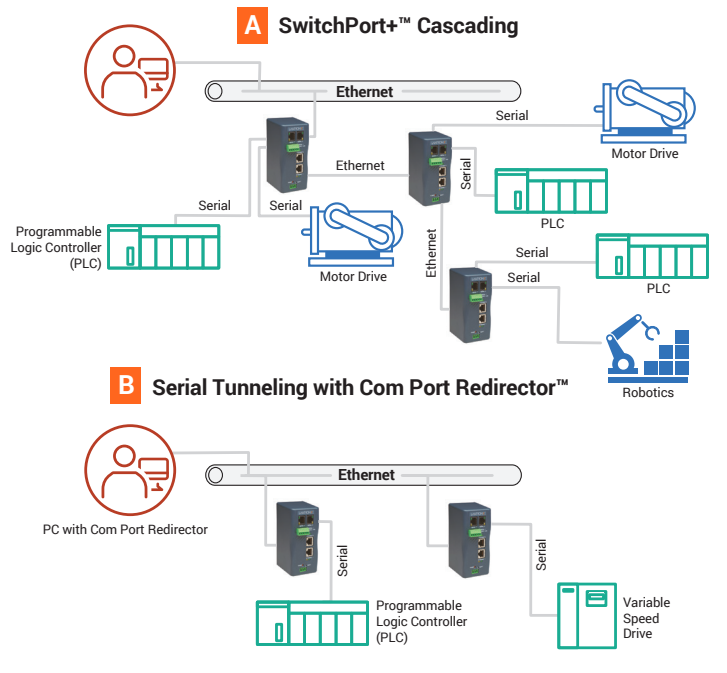 A SwitchPort+™ Cascading
Ethernet
Serial
Motor Drive
Ethernet
Serial
PLC
Serial
Serial
Programmable
Logic Controller
(PLC)
Motor Drive
Ethernet
Serial
PLC
Serial
Robotics
B Serial Tunneling with Com Port Redirector™
Ethernet
PC with Com Port Redirector
Serial
Serial
Programmable
Logic Controller
(PLC)
Variable
Speed
Drive